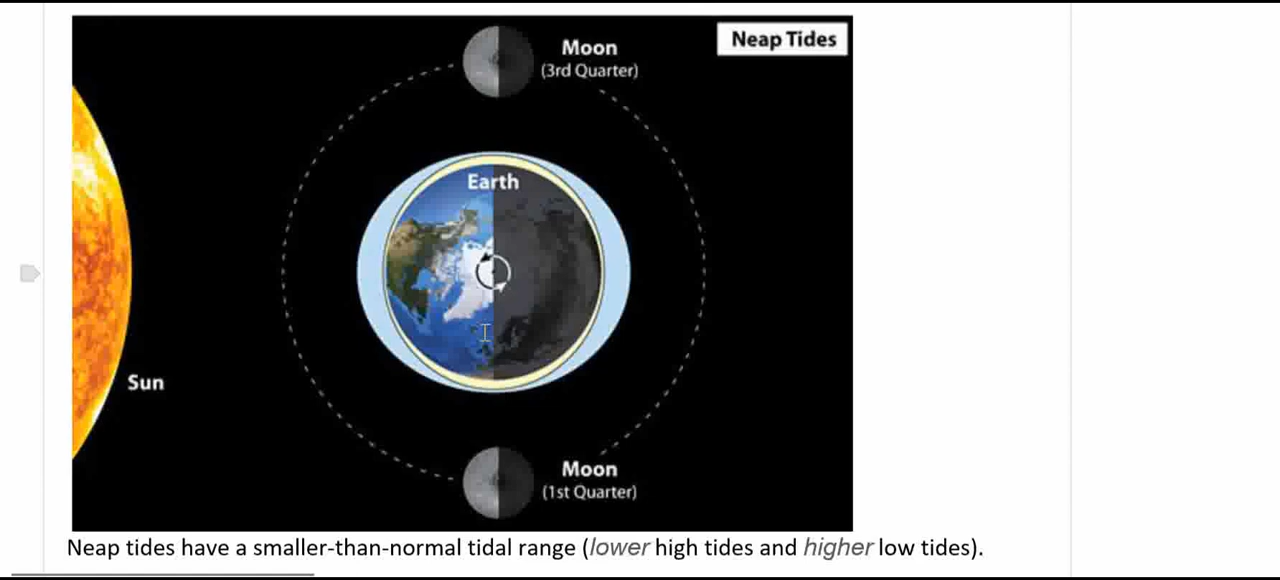 Neap Tides
Moon
(3rd Quarter)
Earth
Sun
Moon
(1st Quarter)
Neap tides have a smaller-than-normal tidal range (lower high tides and higher low tides).